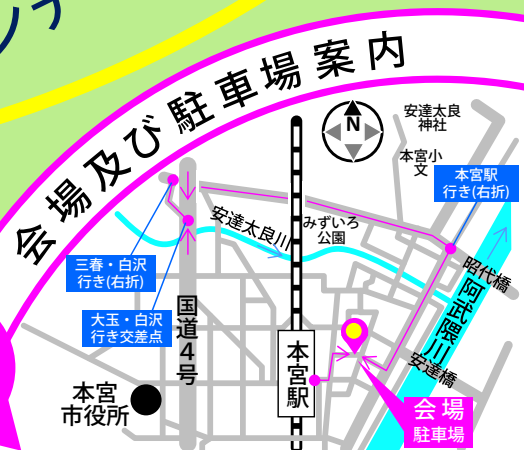 ンテ
会場及び駐車場案内
N
安達太良
神社
本宮小
文
本宮駅
行き(右折)
安達太良川
みずいろ
公園
三春・白沢
行き(右折)
昭代橋
阿武隈川
大玉・白沢
行き交差点
国道4号
本宮駅
安達橋
本宮
市役所
会場
駐車場